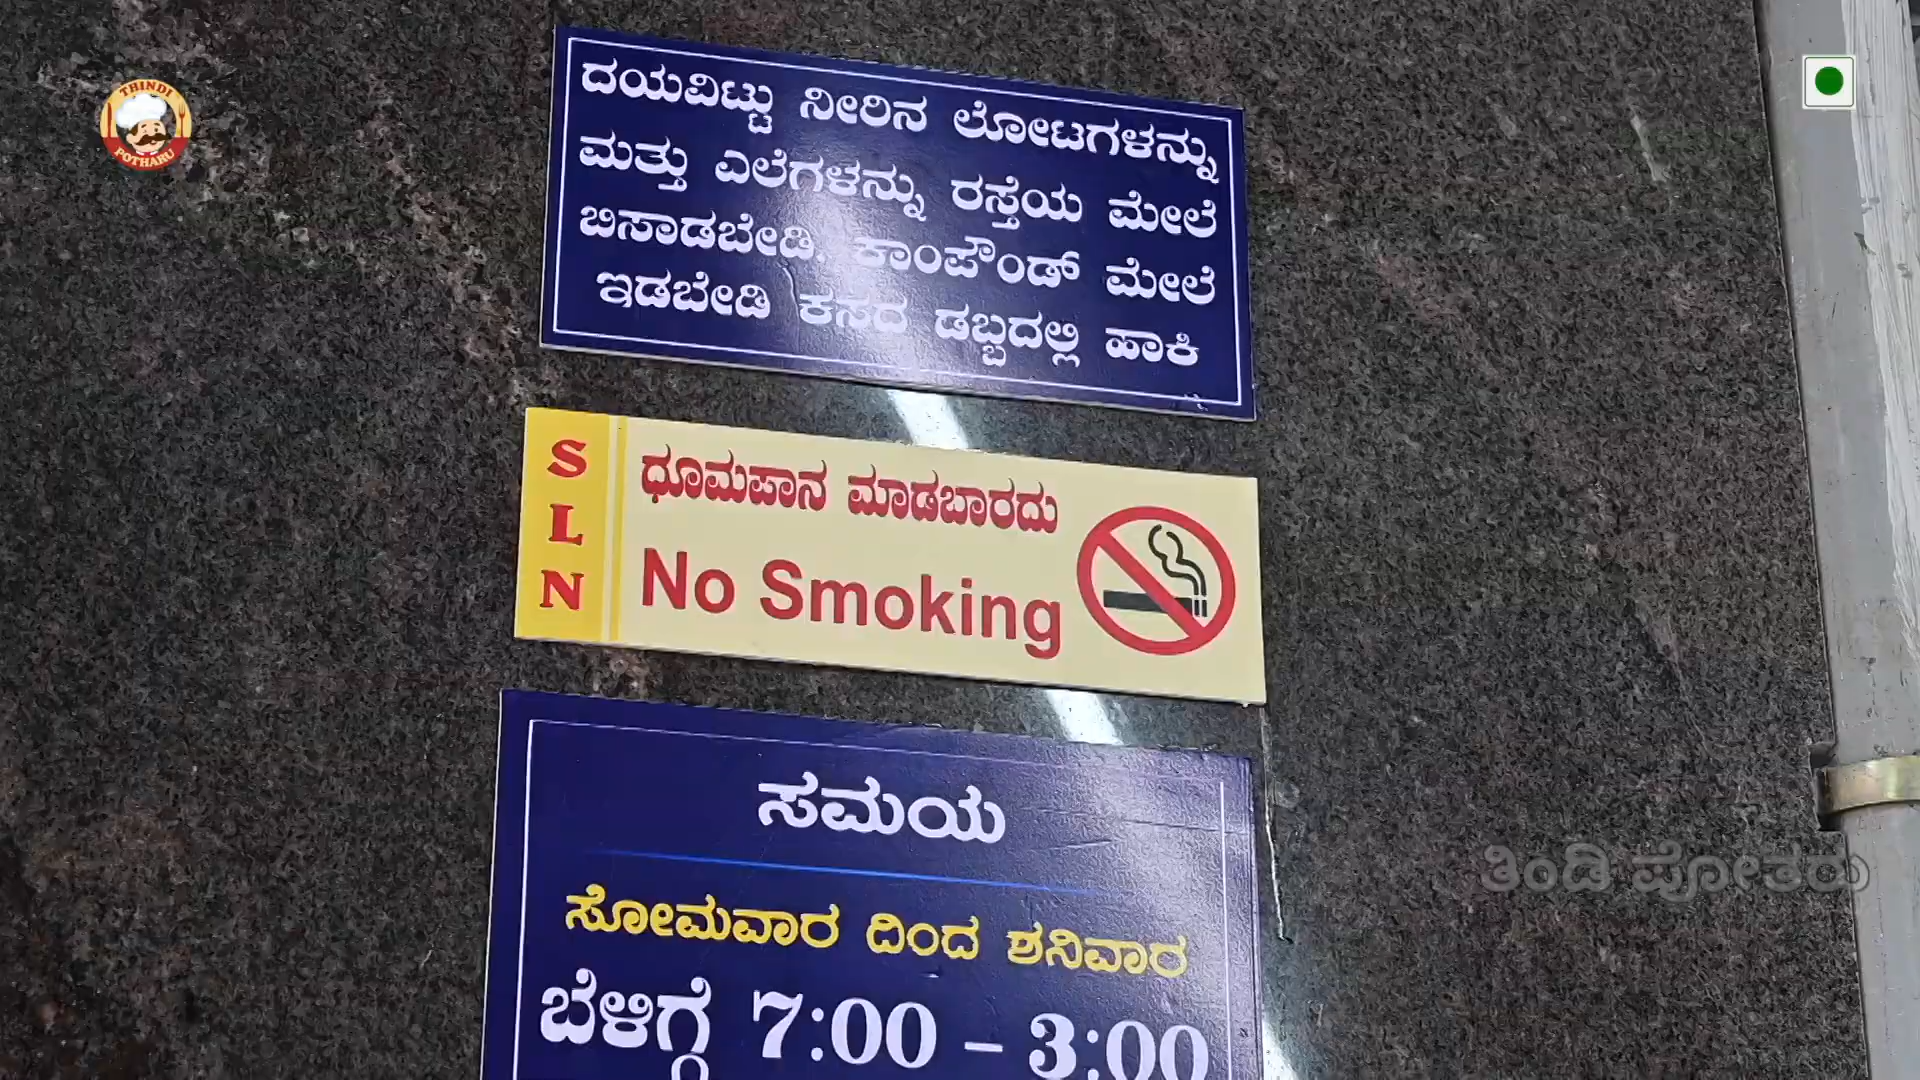 THINDI
POTHARU
ದಯವಿಟ್ಟು ನೀರಿನ ಲೋಟಗಳನ್ನು
ಮತ್ತು ಎಲೆಗಳನ್ನು ರಸ್ತೆಯ ಮೇಲೆ
ಬಿಸಾಡಬೇಡಿ. ಕಾಂಪೌಂಡ್ ಮೇಲೆ
ಇಡಬೇಡಿ ಕಸದ ಡಬ್ಬದಲ್ಲಿ ಹಾಕಿ
SLN
ಧೂಮಪಾನ ಮಾಡಬಾರದು
No Smoking
ಸಮಯ
ಸೋಮವಾರ ದಿಂದ ಶನಿವಾರ
ಬೆಳಿಗ್ಗೆ 7:00 - 3:00
ತಿಂಡಿ ಪೋತರು